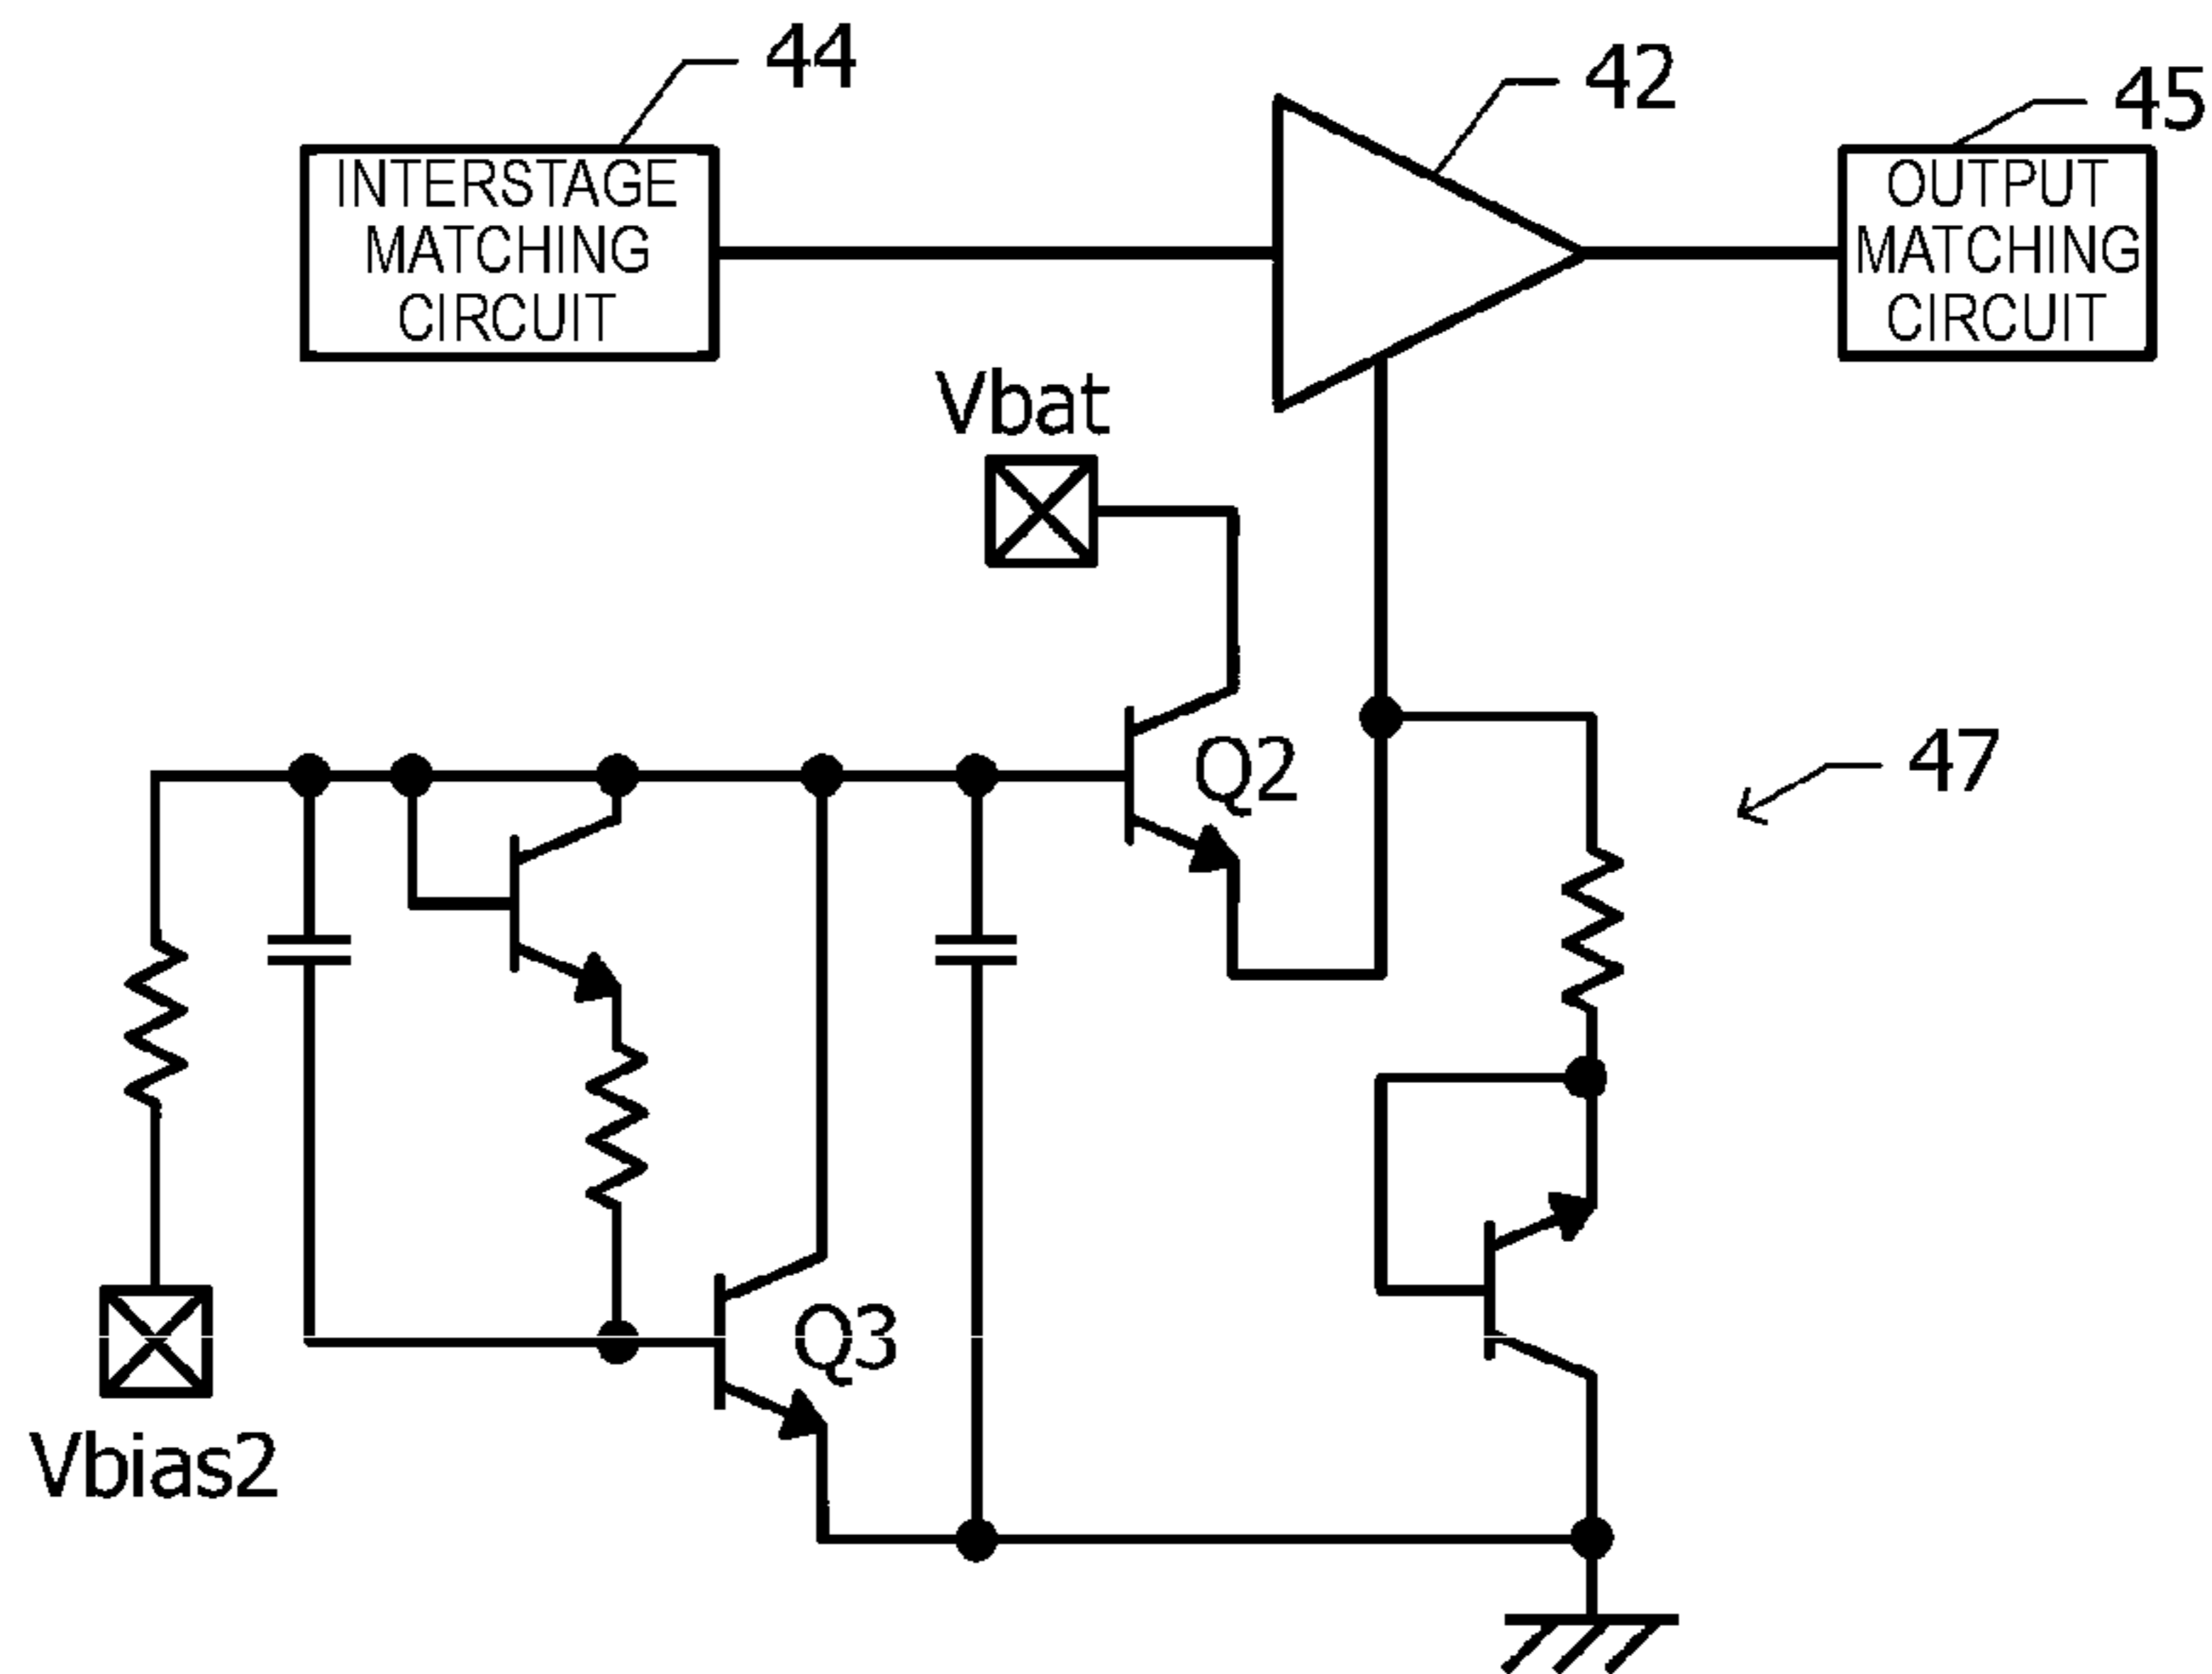 44
42
45
INTERSTAGE
MATCHING
CIRCUIT
OUTPUT
MATCHING
CIRCUIT
Vbat
Q2
47
Q3
Vbias2